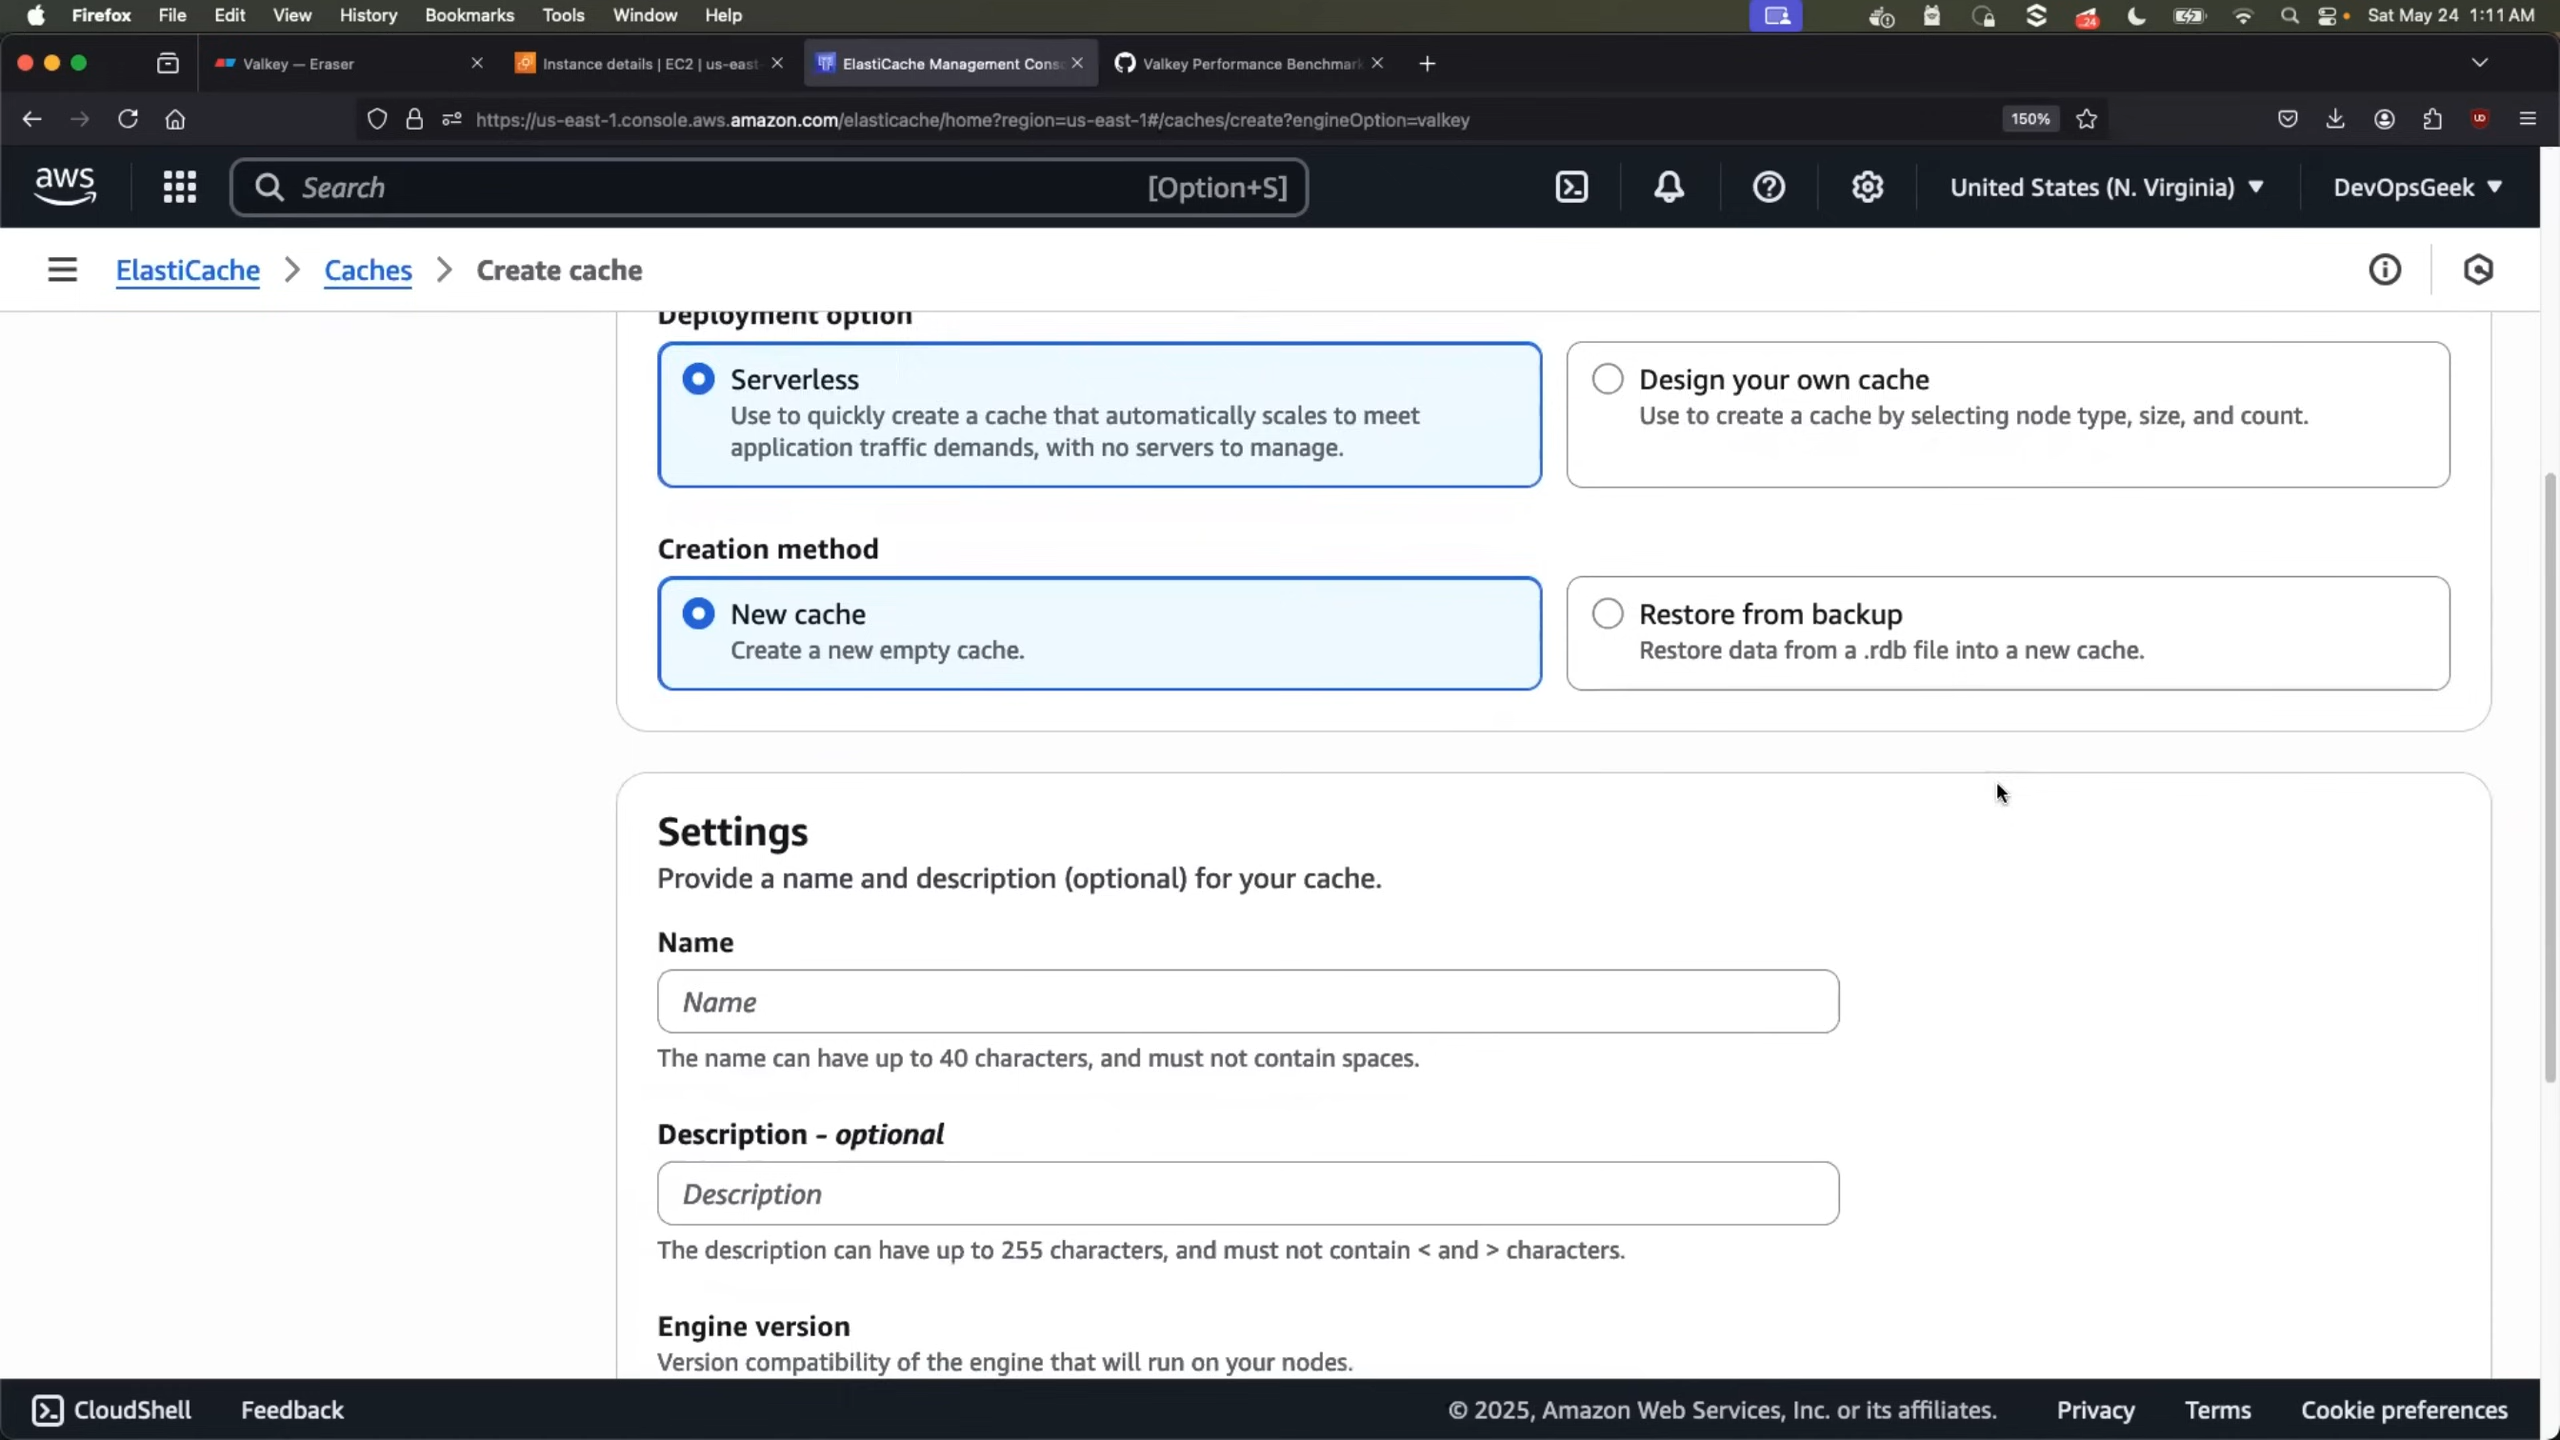 Firefox File Edit View History Bookmarks Tools Window Help
24
Sat May 24 1:11 AM
Valkey — Eraser
Instance details | EC2 | us-east-
ElastiCache Management Cons
Valkey Performance Benchmark
https://us-east-1.console.aws.amazon.com/elasticache/home?region=us-east-1#/caches/create?engineOption=valkey
150%
aws
Search
[Option+S]
United States (N. Virginia)
DevOpsGeek
ElastiCache > Caches > Create cache
Deployment option
Serverless
Use to quickly create a cache that automatically scales to meet
application traffic demands, with no servers to manage.
Design your own cache
Use to create a cache by selecting node type, size, and count.
Creation method
New cache
Create a new empty cache.
Restore from backup
Restore data from a .rdb file into a new cache.
Settings
Provide a name and description (optional) for your cache.
Name
Name
The name can have up to 40 characters, and must not contain spaces.
Description - optional
Description
The description can have up to 255 characters, and must not contain < and > characters.
Engine version
Version compatibility of the engine that will run on your nodes.
CloudShell
Feedback
© 2025, Amazon Web Services, Inc. or its affiliates.
Privacy
Terms
Cookie preferences